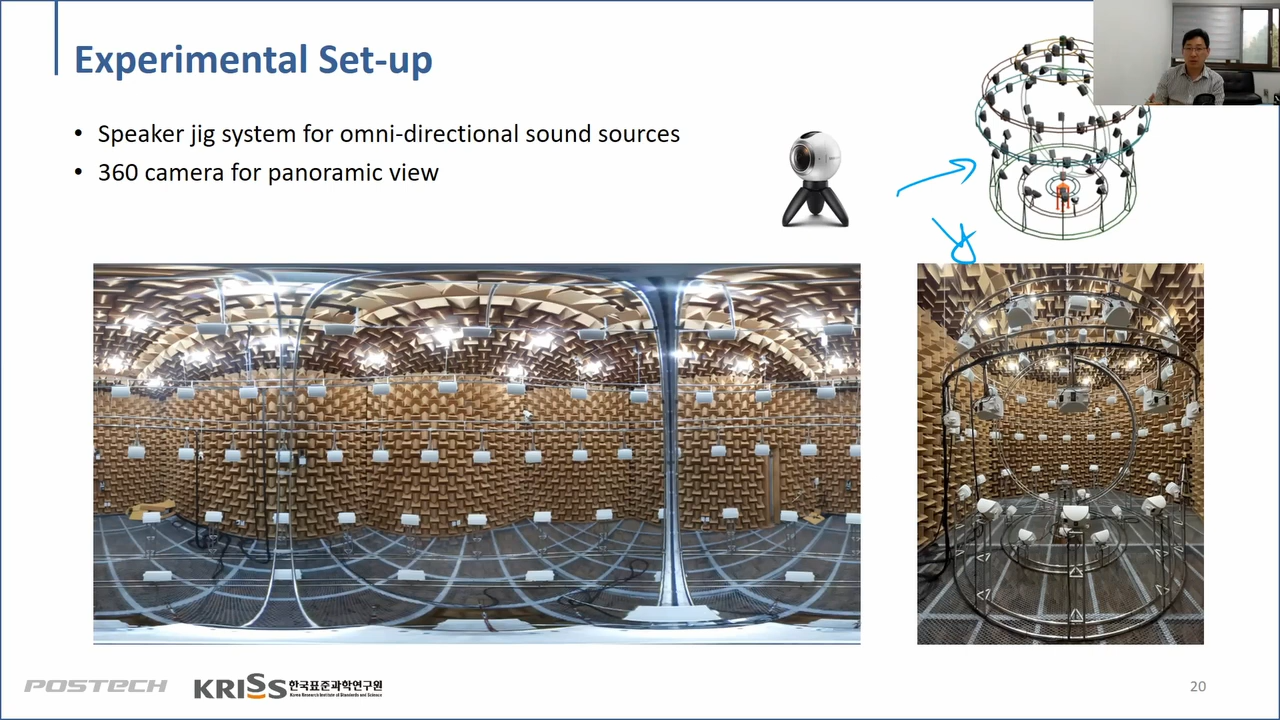 Experimental Set-up
• Speaker jig system for omni-directional sound sources
• 360 camera for panoramic view
POSTECH
KRISS 한국표준과학연구원
Korea Research Institute of Standards and Science
20